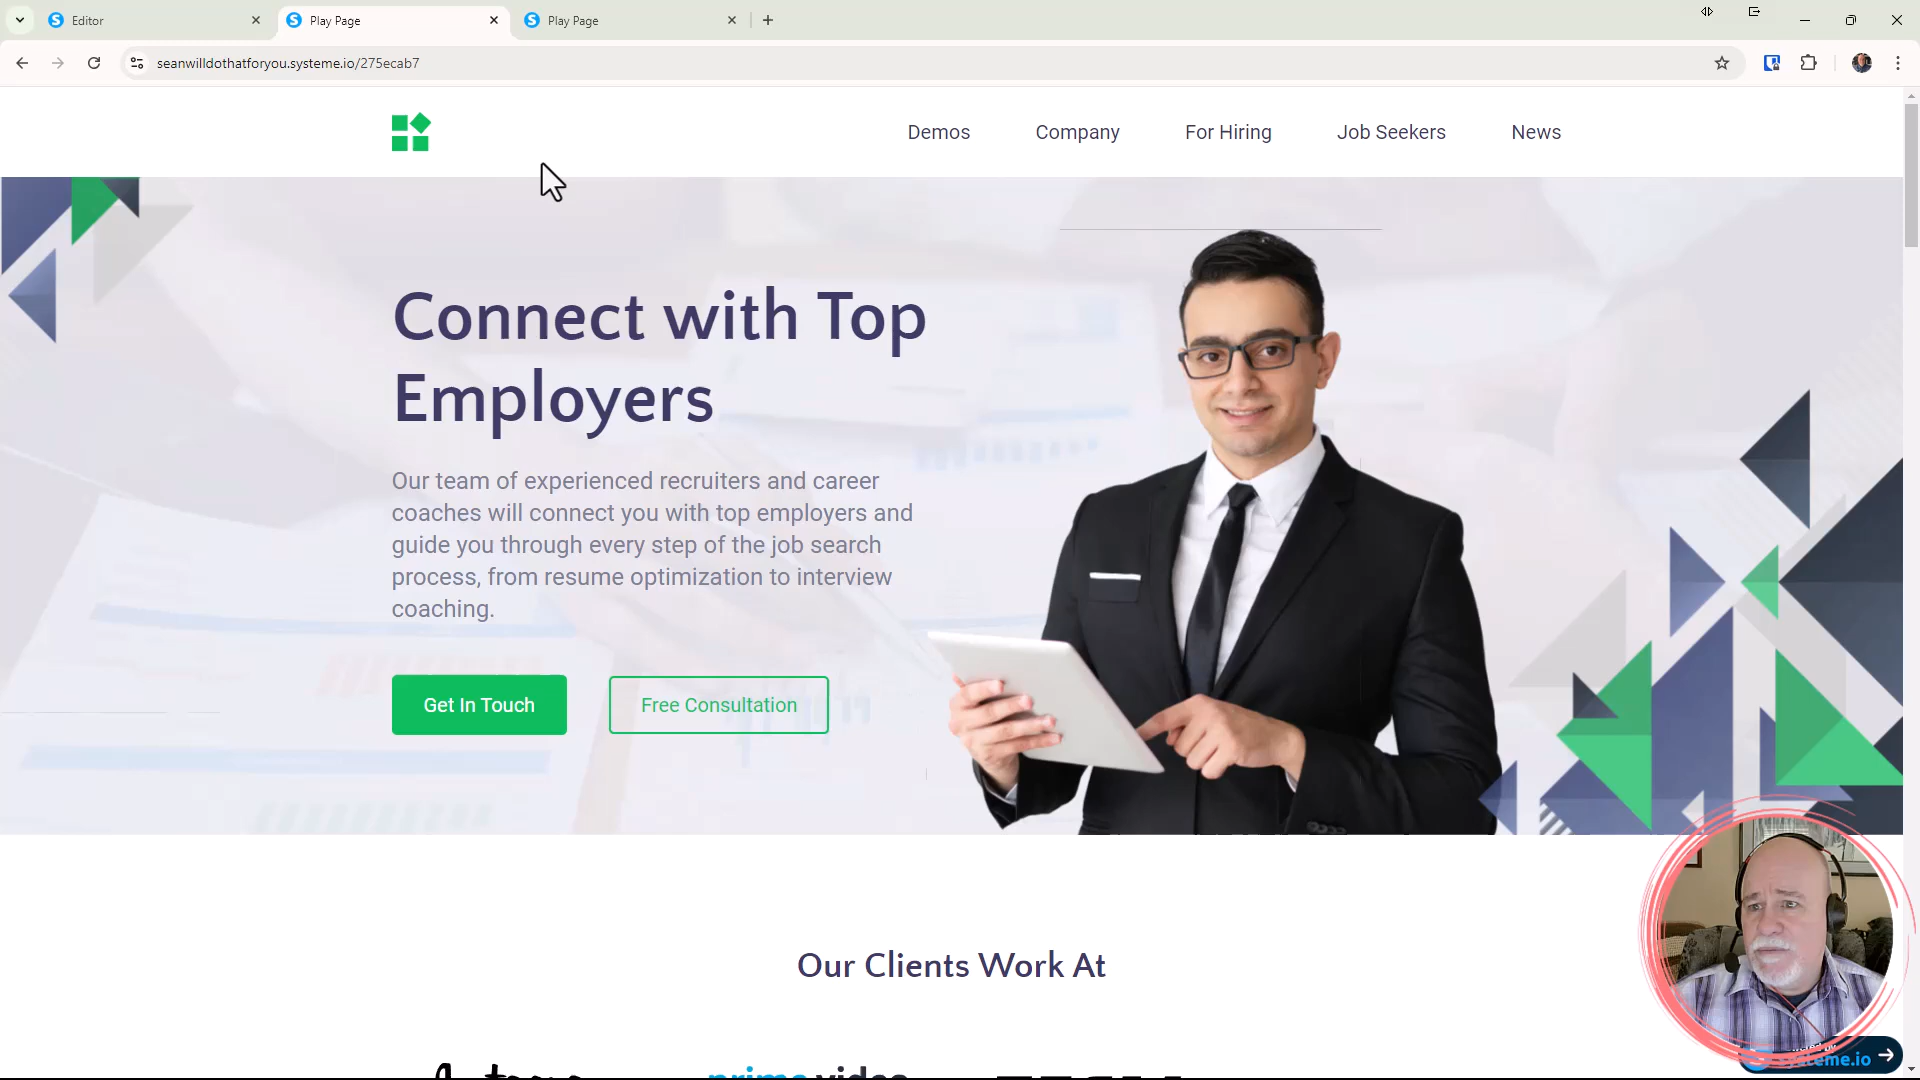 Editor
Play Page
Play Page
seanwilldothatforyou.systeme.io/275ecab7
Demos
Company
For Hiring
Job Seekers
News
Connect with Top
Employers
Our team of experienced recruiters and career
coaches will connect you with top employers and
guide you through every step of the job search
process, from resume optimization to interview
coaching.
Get In Touch
Free Consultation
Our Clients Work At
prime video
systeme.io